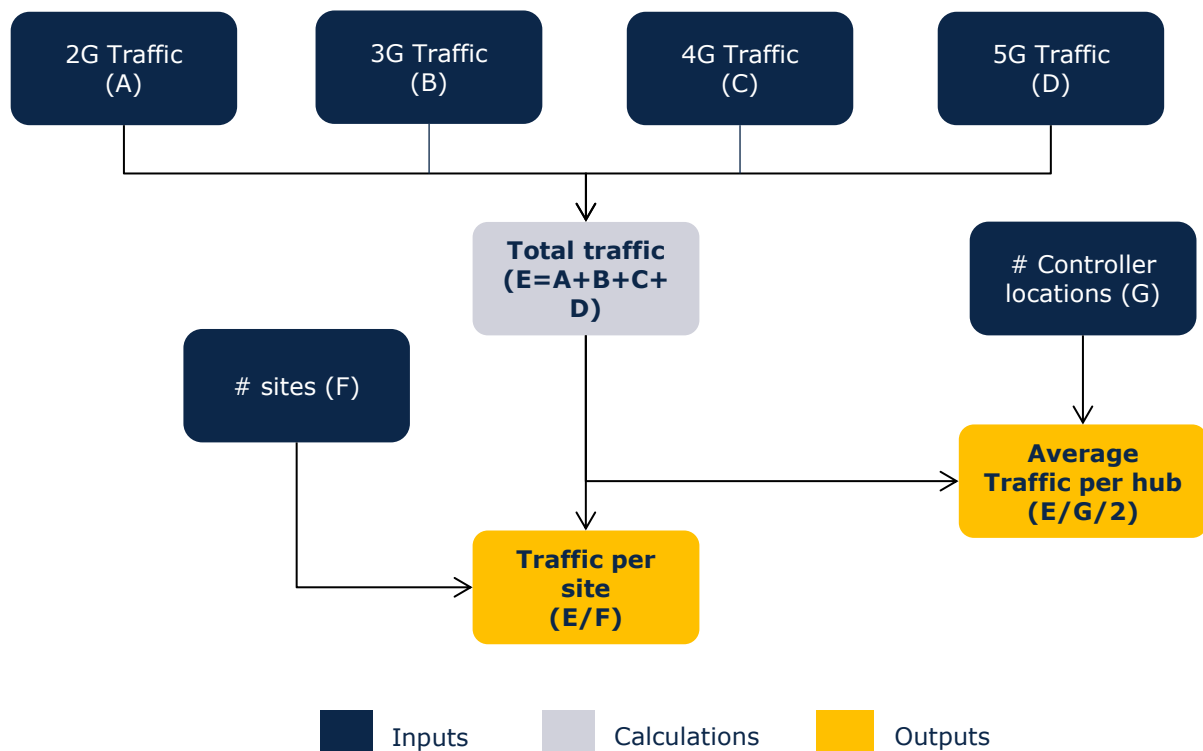 2G Traffic
(A)
3G Traffic
(B)
4G Traffic
(C)
5G Traffic
(D)
Total traffic
(E=A+B+C+
D)
# Controller
locations (G)
# sites (F)
Average
Traffic per hub
(E/G/2)
Traffic per
site
(E/F)
Inputs
Calculations
Outputs